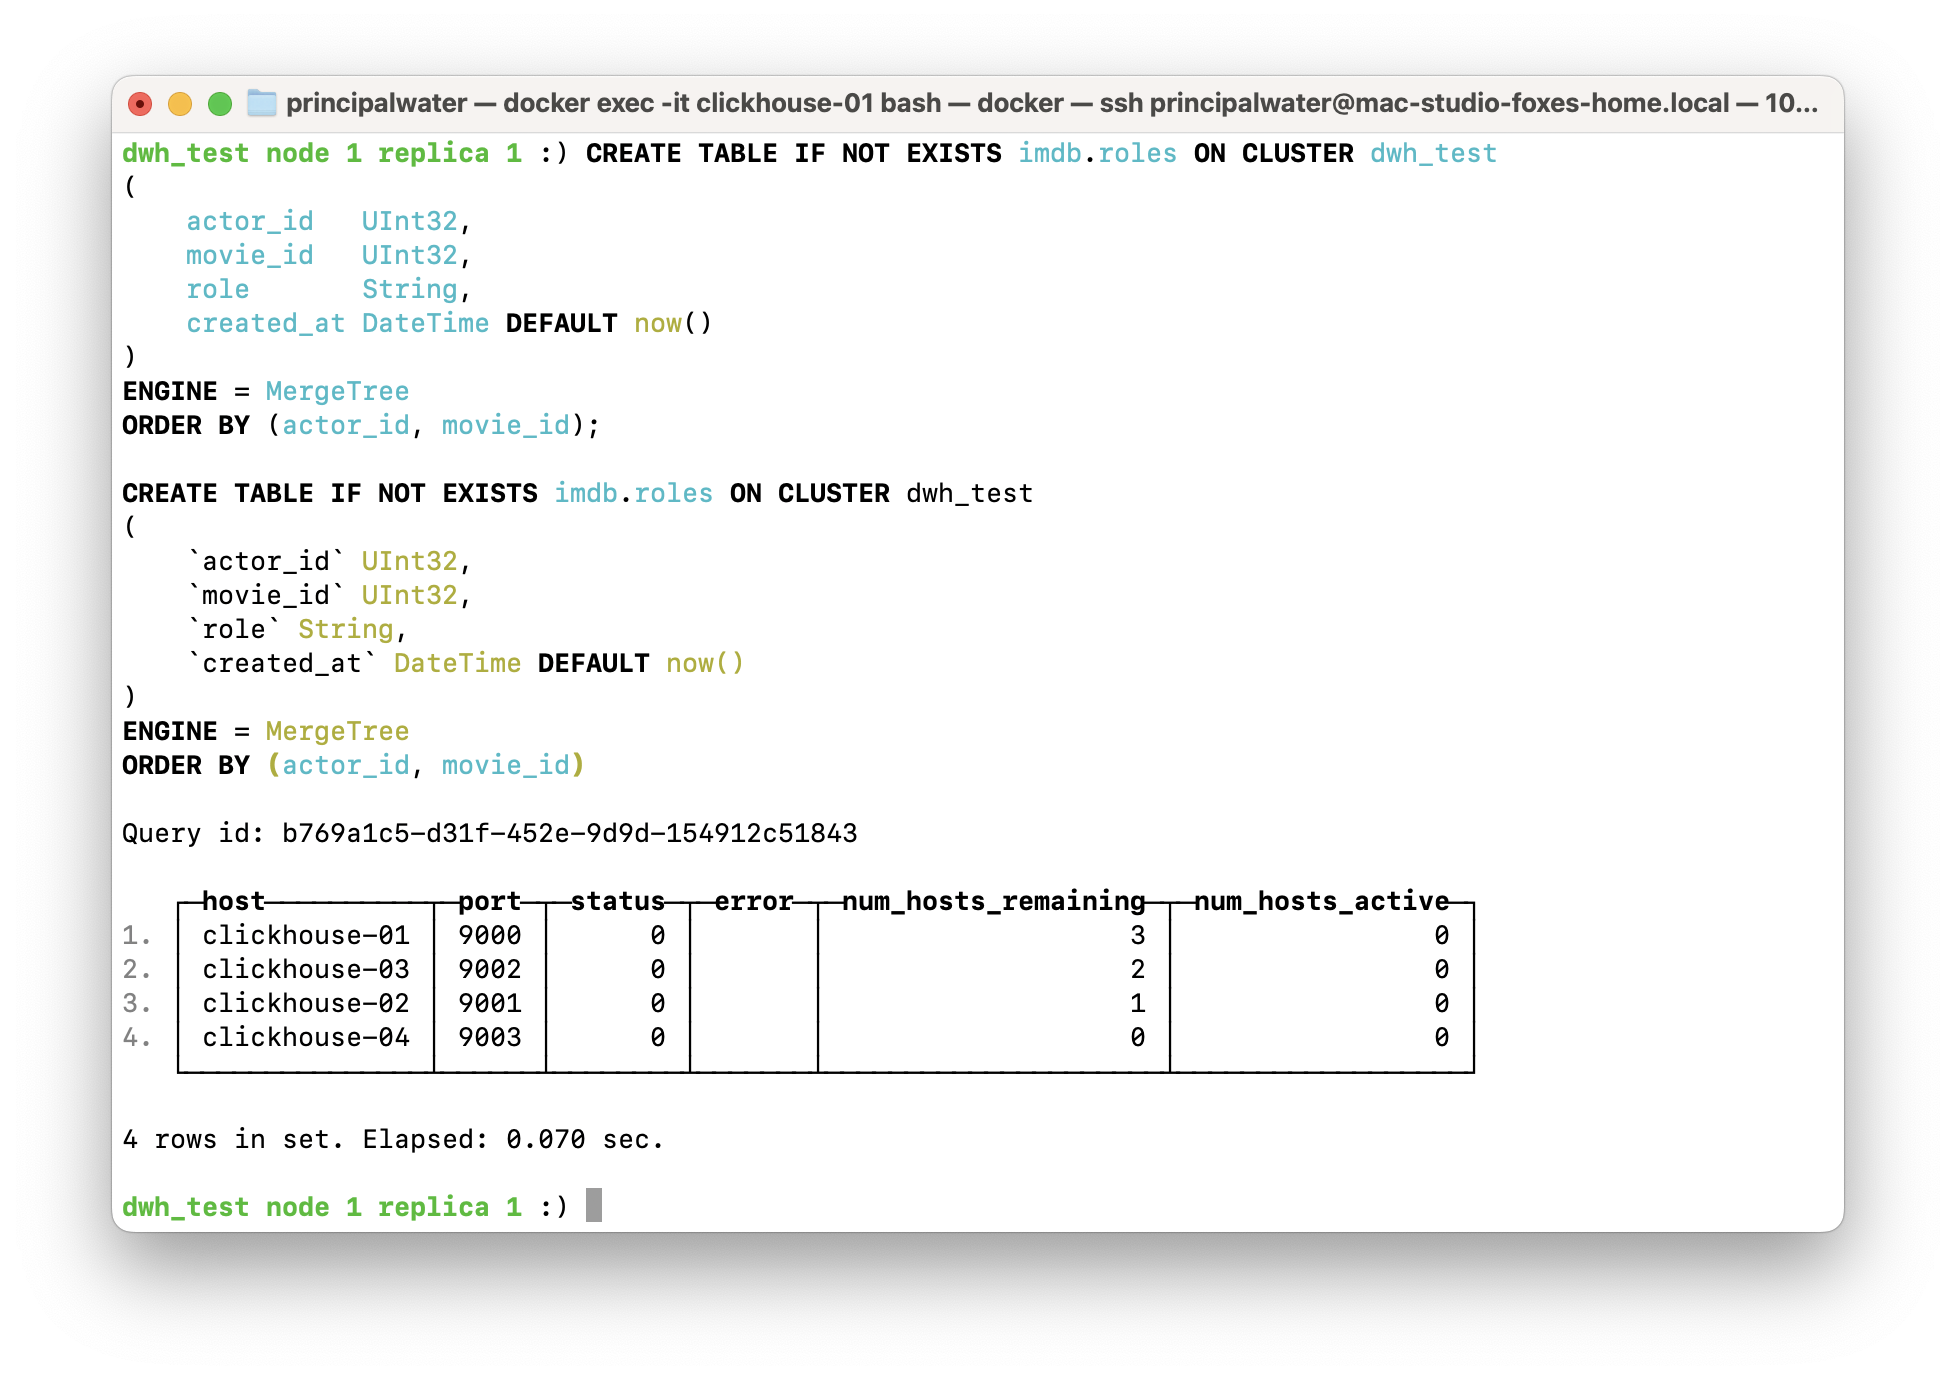 principalwater — docker exec -it clickhouse-01 bash — docker — ssh principalwater@mac-studio-foxes-home.local — 10...
dwh_test node 1 replica 1 :) CREATE TABLE IF NOT EXISTS imdb.roles ON CLUSTER dwh_test
(
    actor_id   UInt32,
    movie_id   UInt32,
    role       String,
    created_at DateTime DEFAULT now()
)
ENGINE = MergeTree
ORDER BY (actor_id, movie_id);
CREATE TABLE IF NOT EXISTS imdb.roles ON CLUSTER dwh_test
(
    `actor_id` UInt32,
    `movie_id` UInt32,
    `role` String,
    `created_at` DateTime DEFAULT now()
)
ENGINE = MergeTree
ORDER BY (actor_id, movie_id)
Query id: b769a1c5-d31f-452e-9d9d-154912c51843
host port status error num_hosts_remaining num_hosts_active
1. clickhouse-01 9000 0 3 0
2. clickhouse-03 9002 0 2 0
3. clickhouse-02 9001 0 1 0
4. clickhouse-04 9003 0 0 0
4 rows in set. Elapsed: 0.070 sec.
dwh_test node 1 replica 1 :)